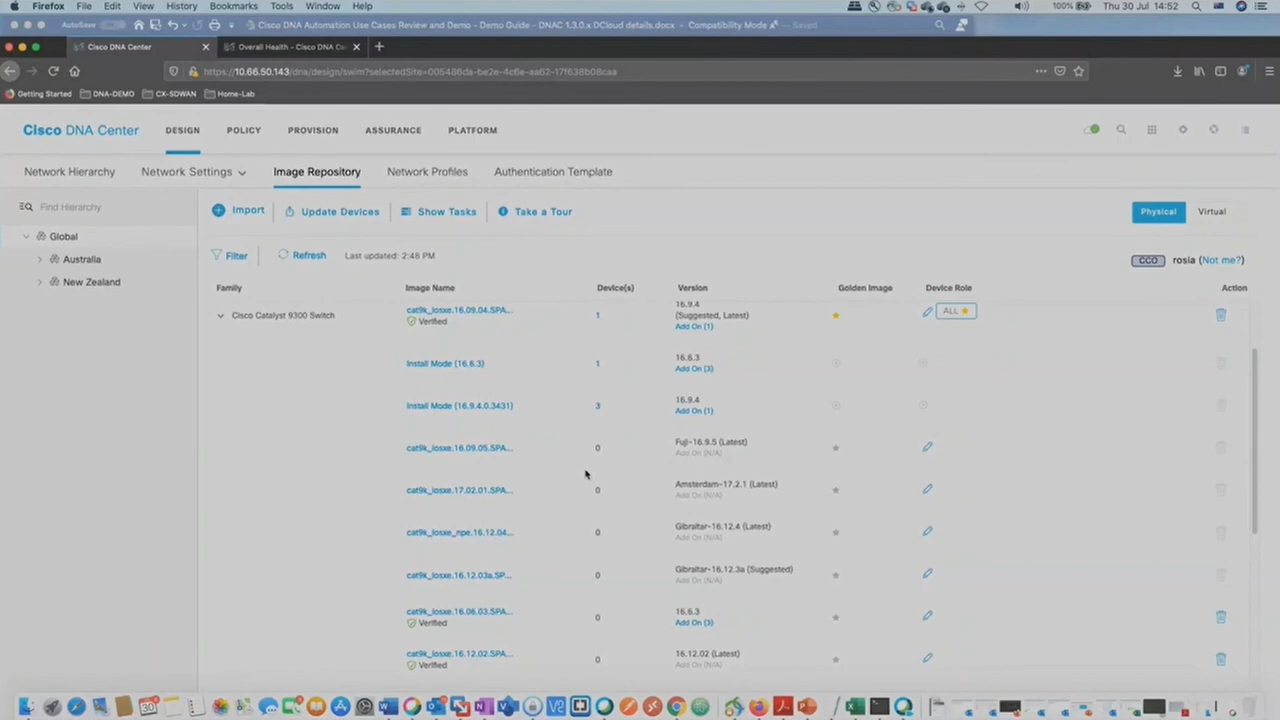 Firefox File Edit View History Bookmarks Tools Window Help 100% Thu 30 Jul 14:52
AutoSave Cisco DNA Automation Use Cases Review and Demo - Demo Guide - DNAC 1.3.0.x DCloud details.docx - Compatibility Mode - Saved
Cisco DNA Center Overall Health - Cisco DNA Ce
https://10.66.50.143/dna/design/swim?selectedSite=005486da-be2e-4c6e-aa62-17f638b08caa
Getting Started DNA-DEMO CX-SDWAN Home-Lab
Cisco DNA Center DESIGN POLICY PROVISION ASSURANCE PLATFORM
Network Hierarchy Network Settings Image Repository Network Profiles Authentication Template
Find Hierarchy
Global
Australia
New Zealand
Import Update Devices Show Tasks Take a Tour Physical Virtual
Filter Refresh Last updated: 2:48 PM CCO rosia (Not me?)
Family Image Name Device(s) Version Golden Image Device Role Action
Cisco Catalyst 9300 Switch cat9k_iosxe.16.09.04.SPA... 1 16.9.4 ALL
Verified (Suggested, Latest)
Add On (1)
Install Mode (16.6.3) 1 16.6.3
Add On (3)
Install Mode (16.9.4.0.3431) 3 16.9.4
Add On (1)
cat9k_iosxe.16.09.05.SPA... 0 Fuji-16.9.5 (Latest)
Add On (N/A)
cat9k_iosxe.17.02.01.SPA... 0 Amsterdam-17.2.1 (Latest)
Add On (N/A)
cat9k_iosxe_npe.16.12.04... 0 Gibraltar-16.12.4 (Latest)
Add On (N/A)
cat9k_iosxe.16.12.03a.SP... 0 Gibraltar-16.12.3a (Suggested)
Add On (N/A)
cat9k_iosxe.16.06.03.SPA... 0 16.6.3
Verified Add On (3)
cat9k_iosxe.16.12.02.SPA... 0 16.12.02 (Latest)
Verified Add On (N/A)